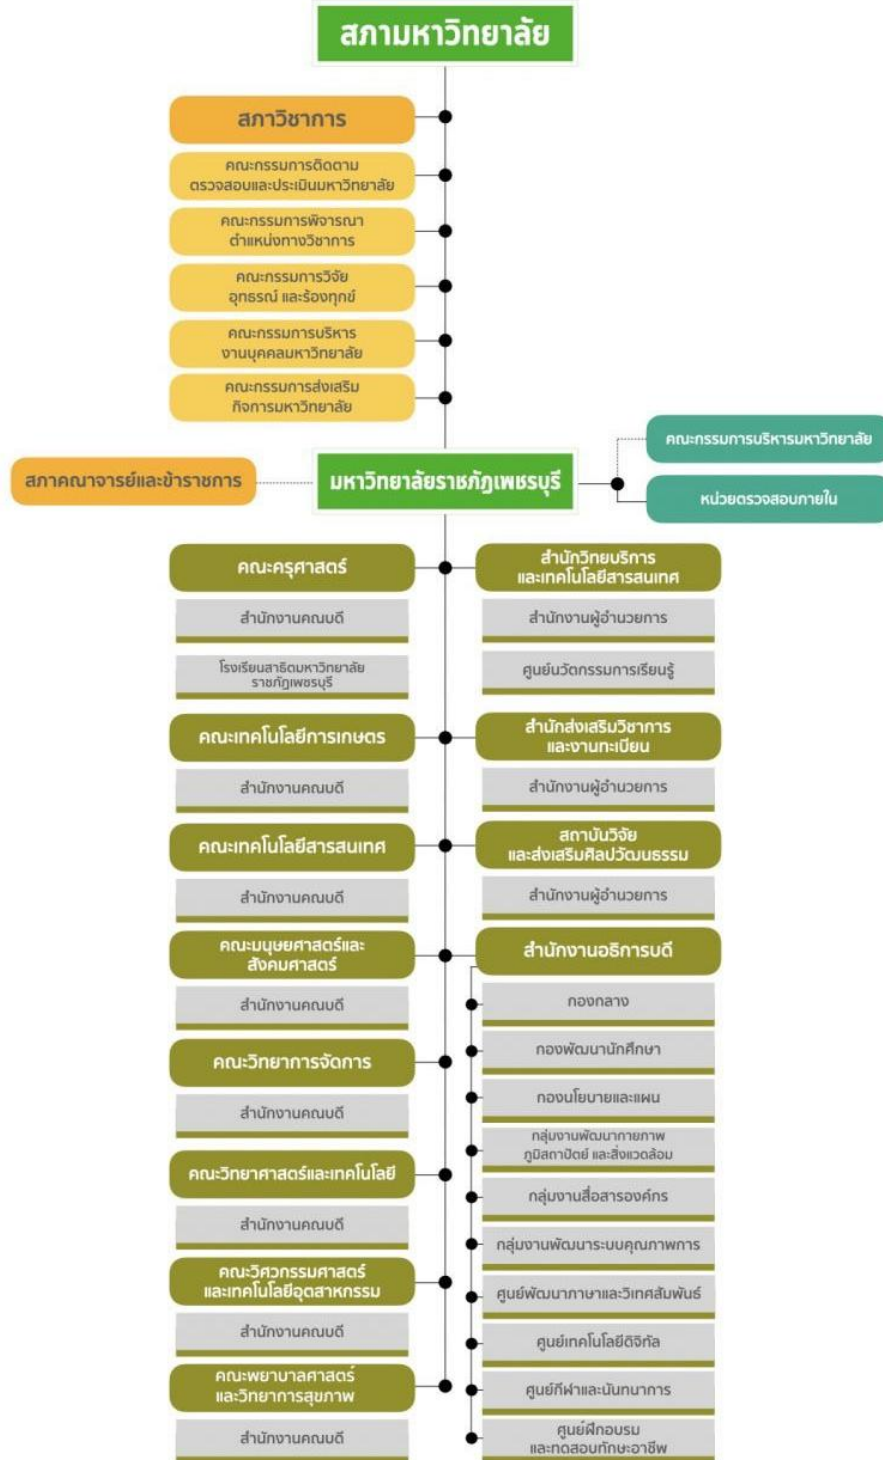 สภามหาวิทยาลัย
สภาวิชาการ
คณะกรรมการติดตาม
ตรวจสอบและประเมินมหาวิทยาลัย
คณะกรรมการพิจารณา
ตำแหน่งทางวิชาการ
คณะกรรมการวิจัย
อุทธรณ์ และร้องทุกข์
คณะกรรมการบริหาร
งานบุคคลมหาวิทยาลัย
คณะกรรมการส่งเสริม
กิจการมหาวิทยาลัย
สภาคณาจารย์และข้าราชการ
มหาวิทยาลัยราชภัฏเพชรบุรี
คณะกรรมการบริหารมหาวิทยาลัย
หน่วยตรวจสอบภายใน
คณะครุศาสตร์
สำนักงานคณบดี
โรงเรียนสาธิตมหาวิทยาลัย
ราชภัฏเพชรบุรี
คณะเทคโนโลยีการเกษตร
สำนักงานคณบดี
คณะเทคโนโลยีสารสนเทศ
สำนักงานคณบดี
คณะมนุษยศาสตร์และ
สังคมศาสตร์
สำนักงานคณบดี
คณะวิทยาการจัดการ
สำนักงานคณบดี
คณะวิทยาศาสตร์และเทคโนโลยี
สำนักงานคณบดี
คณะวิศวกรรมศาสตร์
และเทคโนโลยีอุตสาหกรรม
สำนักงานคณบดี
คณะพยาบาลศาสตร์
และวิทยาการสุขภาพ
สำนักงานคณบดี
สำนักวิทยบริการ
และเทคโนโลยีสารสนเทศ
สำนักงานผู้อำนวยการ
ศูนย์นวัตกรรมการเรียนรู้
สำนักส่งเสริมวิชาการ
และงานทะเบียน
สำนักงานผู้อำนวยการ
สถาบันวิจัย
และส่งเสริมศิลปวัฒนธรรม
สำนักงานผู้อำนวยการ
สำนักงานอธิการบดี
กองกลาง
กองพัฒนานักศึกษา
กองนโยบายและแผน
กลุ่มงานพัฒนากายภาพ
ภูมิสถาปัตย์ และสิ่งแวดล้อม
กลุ่มงานสื่อสารองค์กร
กลุ่มงานพัฒนาระบบคุณภาพการ
ศูนย์พัฒนาภาษาและวิเทศสัมพันธ์
ศูนย์เทคโนโลยีดิจิทัล
ศูนย์กีฬาและนันทนาการ
ศูนย์ฝึกอบรม
และทดสอบทักษะอาชีพ